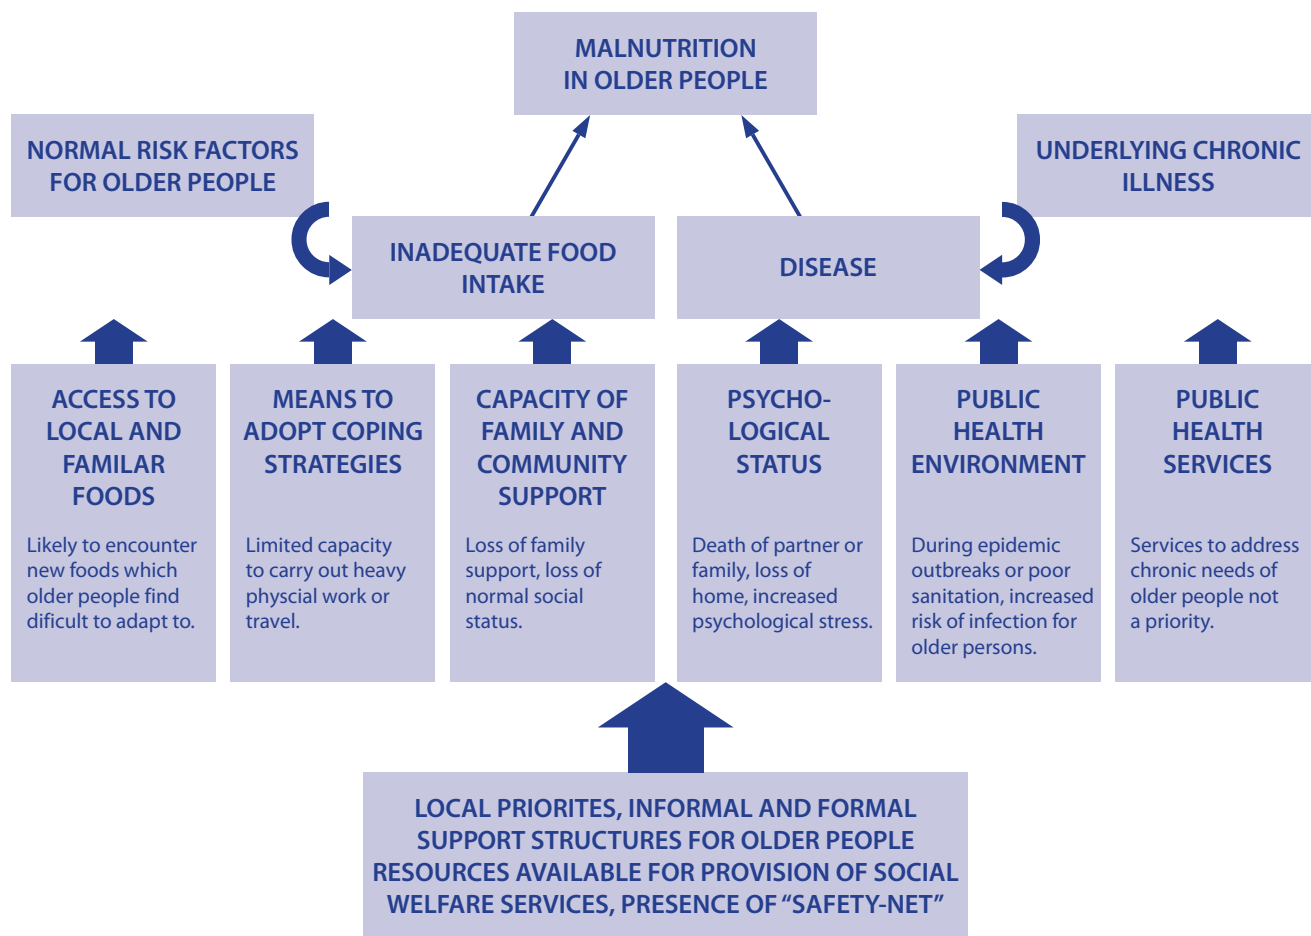 MALNUTRITION
IN OLDER PEOPLE
NORMAL RISK FACTORS
FOR OLDER PEOPLE
UNDERLYING CHRONIC
ILLNESS
INADEQUATE FOOD
INTAKE
DISEASE
ACCESS TO
LOCAL AND
FAMILAR
FOODS
Likely to encounter
new foods which
older people find
dificult to adapt to.
MEANS TO
ADOPT COPING
STRATEGIES
Limited capacity
to carry out heavy
physcial work or
travel.
CAPACITY OF
FAMILY AND
COMMUNITY
SUPPORT
Loss of family
support, loss of
normal social
status.
PSYCHO-
LOGICAL
STATUS
Death of partner or
family, loss of
home, increased
psychological stress.
PUBLIC
HEALTH
ENVIRONMENT
During epidemic
outbreaks or poor
sanitation, increased
risk of infection for
older persons.
PUBLIC
HEALTH
SERVICES
Services to address
chronic needs of
older people not
a priority.
LOCAL PRIORITES, INFORMAL AND FORMAL
SUPPORT STRUCTURES FOR OLDER PEOPLE
RESOURCES AVAILABLE FOR PROVISION OF SOCIAL
WELFARE SERVICES, PRESENCE OF “SAFETY-NET”